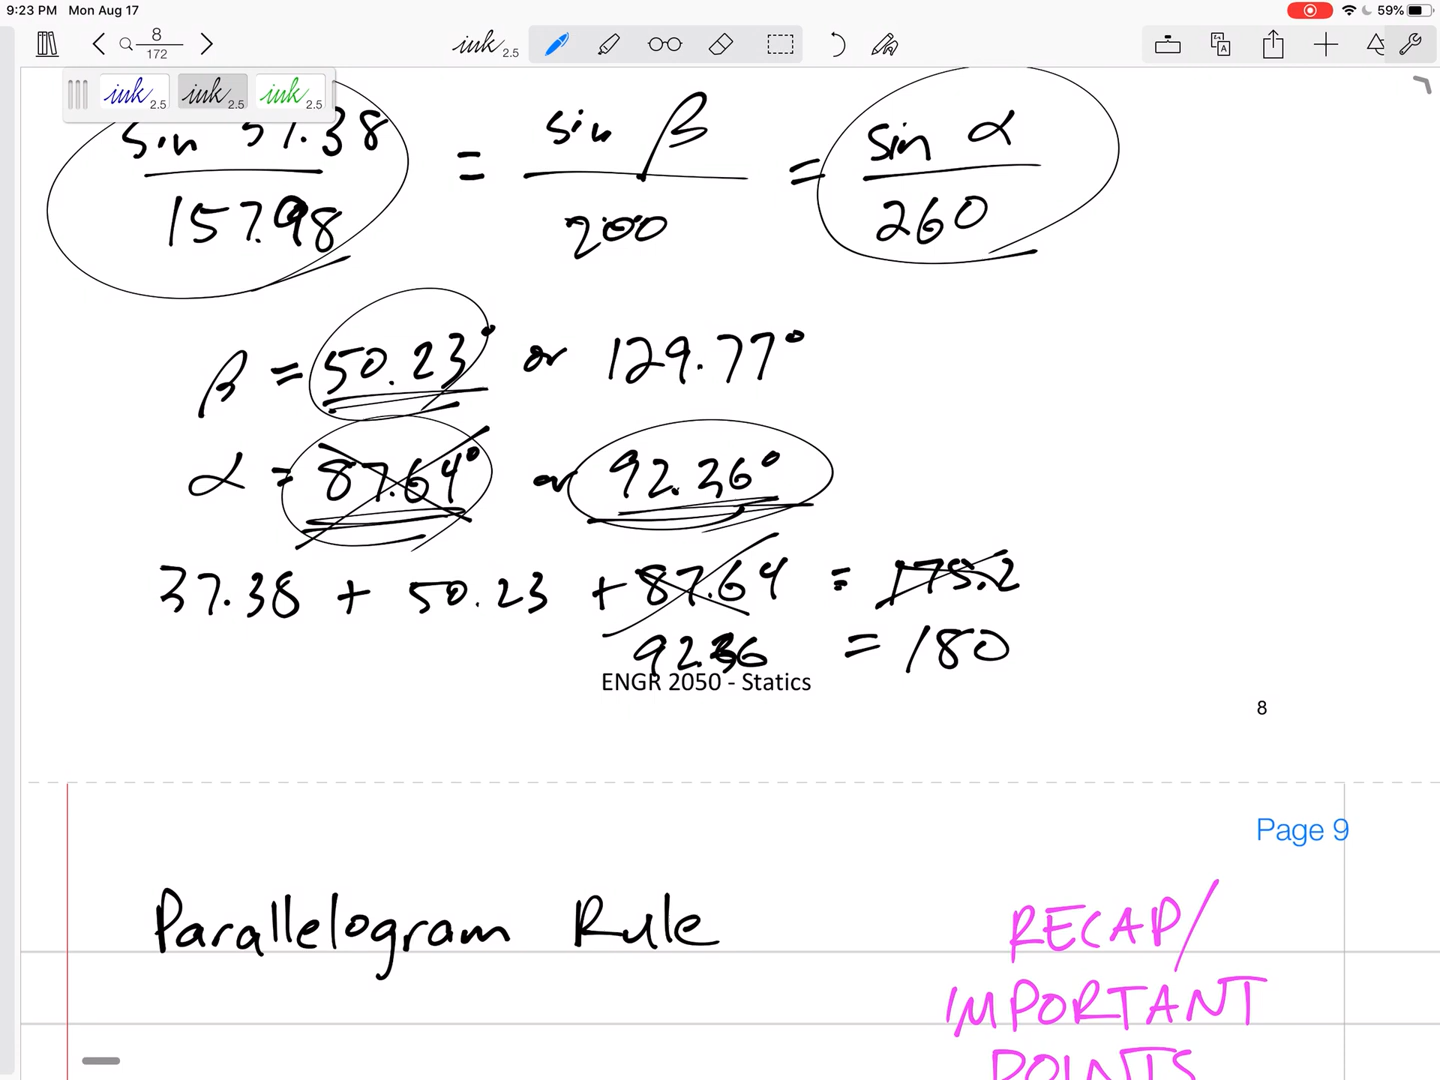 9:23 PM Mon Aug 17 59%
8
172
ink 2.5
ink 2.5 ink 2.5 ink 2.5
sin 37.38 / 157.98 = sin β / 200 = sin α / 260
β = 50.23° or 129.77°
α = 87.64° or 92.36°
37.38 + 50.23 + 87.64 = 175.2
92.36 = 180
ENGR 2050 - Statics
8
Page 9
Parallelogram Rule
RECAP/
IMPORTANT
POINTS